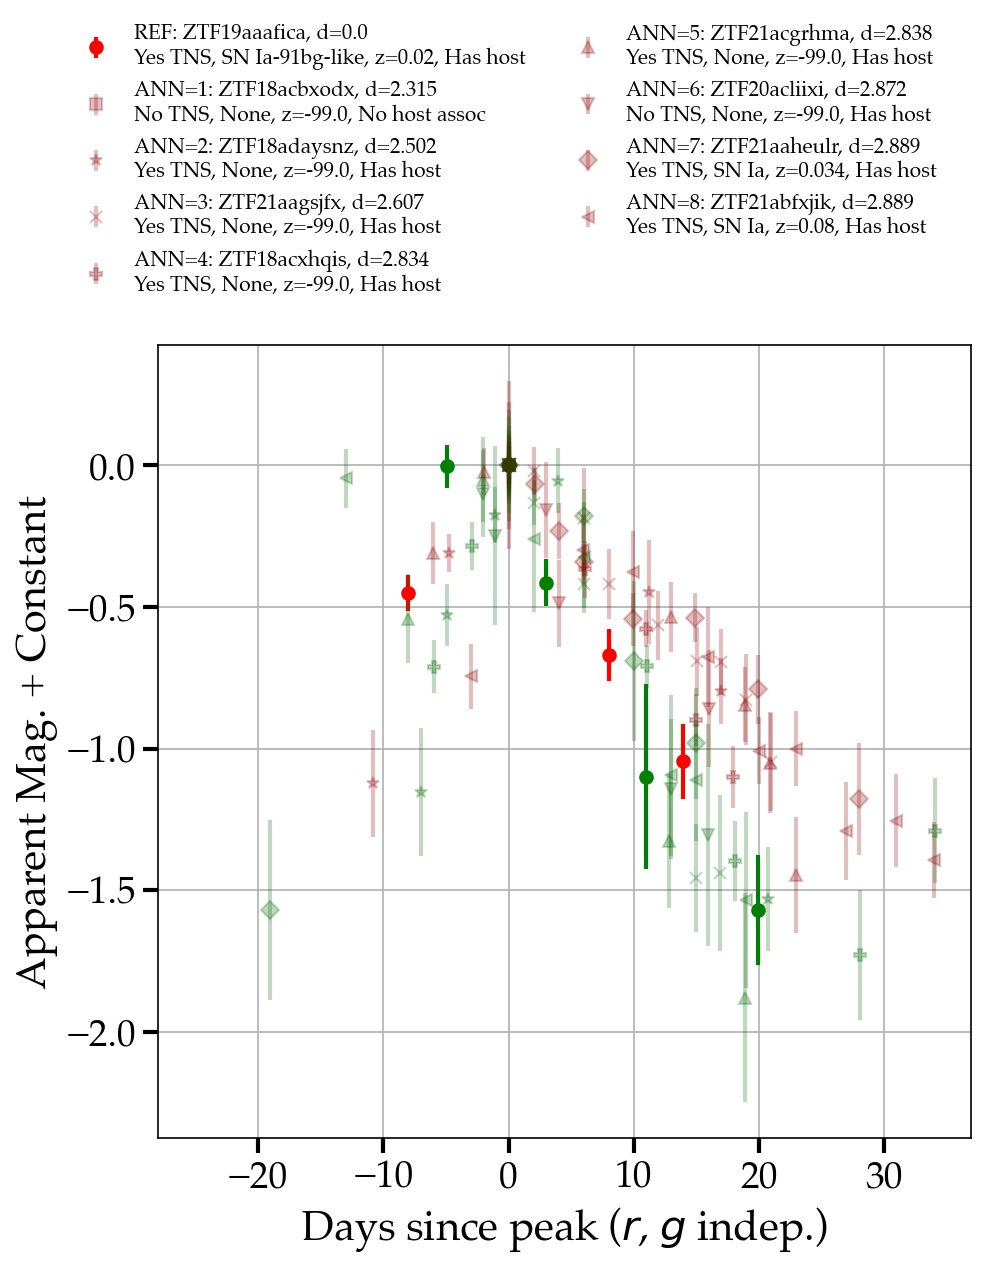 REF: ZTF19aaafica, d=0.0
Yes TNS, SN Ia-91bg-like, z=0.02, Has host
ANN=1: ZTF18acbxodx, d=2.315
No TNS, None, z=-99.0, No host assoc
ANN=2: ZTF18adaysnz, d=2.502
Yes TNS, None, z=-99.0, Has host
ANN=3: ZTF21aagsjfx, d=2.607
Yes TNS, None, z=-99.0, Has host
ANN=4: ZTF18acxhqis, d=2.834
Yes TNS, None, z=-99.0, Has host
ANN=5: ZTF21acgrhma, d=2.838
Yes TNS, None, z=-99.0, Has host
ANN=6: ZTF20acliixi, d=2.872
No TNS, None, z=-99.0, Has host
ANN=7: ZTF21aaheulr, d=2.889
Yes TNS, SN Ia, z=0.034, Has host
ANN=8: ZTF21abfxjik, d=2.889
Yes TNS, SN Ia, z=0.08, Has host
Apparent Mag. + Constant
0.0
−0.5
−1.0
−1.5
−2.0
−20 −10 0 10 20 30
Days since peak (r, g indep.)